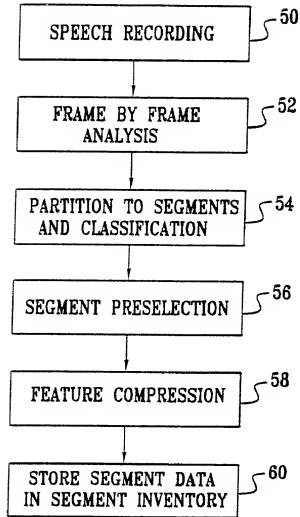 SPEECH RECORDING
50
FRAME BY FRAME
ANALYSIS
52
PARTITION TO SEGMENTS
AND CLASSIFICATION
54
SEGMENT PRESELECTION
56
FEATURE COMPRESSION
58
STORE SEGMENT DATA
IN SEGMENT INVENTORY
60